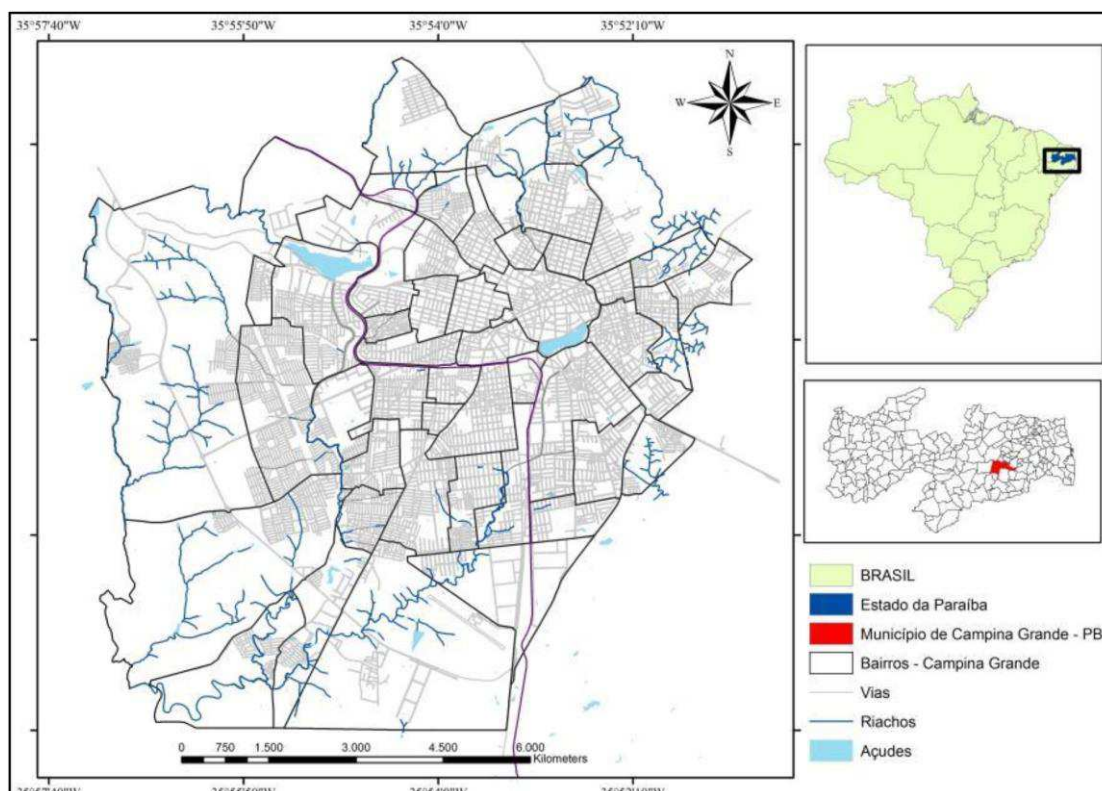 35°57'40"W 35°55'50"W 35°54'0"W 35°52'10"W
N
W E
S
BRASIL
Estado da Paraíba
Município de Campina Grande - PB
Bairros - Campina Grande
Vias
Riachos
Açudes
0 750 1.500 3.000 4.500 6.000
Kilometers